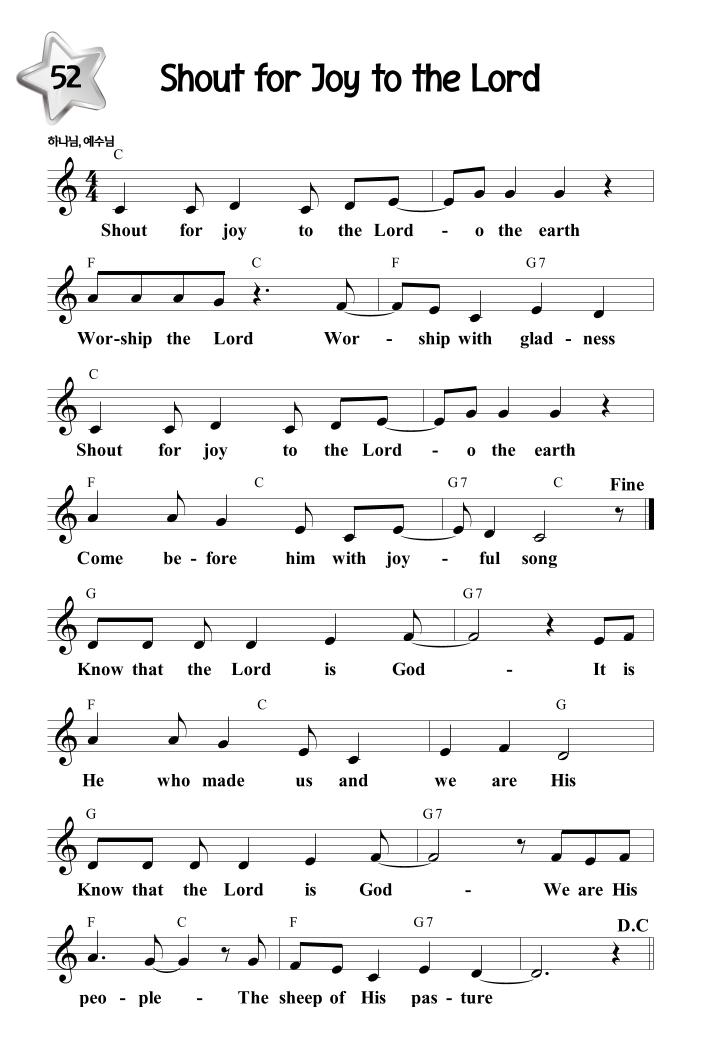 52
Shout for Joy to the Lord
하나님, 예수님
C
Shout for joy to the Lord - o the earth
F C F G7
Wor-ship the Lord Wor - ship with glad - ness
C
Shout for joy to the Lord - o the earth
F C G7 C Fine
Come be - fore him with joy - ful song
G G7
Know that the Lord is God - It is
F C G
He who made us and we are His
G G7
Know that the Lord is God - We are His
F C F G7 D.C
peo - ple - The sheep of His pas - ture